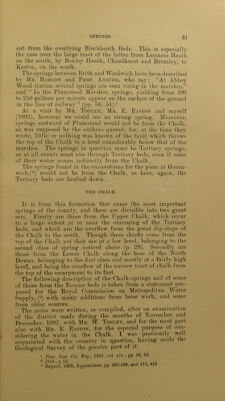 SPRINGS. 31
out from the overlying Blackheath Beds. This is especially
the case over the large tract of the latter from Lessness Heath
on the north, by Bexley Heath, Chiselhurst and Bromley, to
Keston, on the south.
The springs between Erith and Woolwich have been described
by Mr. BARLOW and Prof. ANSTED, who say: "At Abbey
Wood station several springs are seen rising in the marshes,"
and "In the Plumstead Marshes, springs, yielding from 200
to 250 gallons per minute appear on the surface of the ground
in the line of railway" (pp. 56, 54).¹
At a visit by Mr. TOPLEY, Mr. E. EASTON and myself
(1892), however we could see no strong spring. Moreover,
springs eastward of Plumstead would not be from the Chalk,
as was supposed by the authors quoted, for, at the time they
wrote, little or nothing was known of the fault which throws
the top of the Chalk to a level considerably below that of the
marshes. The springs in question must be Tertiary springs,
or at all events must rise through Tertiary beds, even if some
of their water comes indirectly from the Chalk.
The springs found in the excavations for the piers at Greenwich,(²)
would not be from the Chalk, as here, again, the
Tertiary beds are faulted down.
THE CHALK.
It is from this formation that come the most important
springs of the county, and these are divisible into two great
sets. Firstly are those from the Upper Chalk, which occur
to a large extent at or near the oncoming of the Tertiary
beds, and which are the overflow from the great dip-slope of
the Chalk to the south. Though these chiefly come from the
top of the Chalk yet they are at a low level, belonging to the
second class of spring noticed above (p. 28). Secondly are
those from the Lower Chalk along the base of the North
Downs, belonging to the first class and mostly at a fairly high
level, and being the overflow of the narrow tract of chalk from
the top of the escarpment to its foot.
The following description of the Chalk-springs and of some
of those from the Eocene beds is taken from a statement prepared
for the Royal Commission on Metropolitan Water
Supply,(³) with many additions from later work, and some
from older sources.
The notes were written, or compiled, after an examination
of the district made during the months of November and
December, 1892, with Mr. W. TOPLEY, and for the most part
also with Mr. E. EASTON, for the especial purpose of considering
the water in the Chalk. I was previously well
acquainted with the country in question, having made the
Geological Survey of the greater part of it.
¹ Proc. Inst. Civ. Eng., 1855, vol. xiv., pp. 56, 54.
² Ibid., p.
³ Report, 1893, Appendices, pp. 432-438, and 411, 416